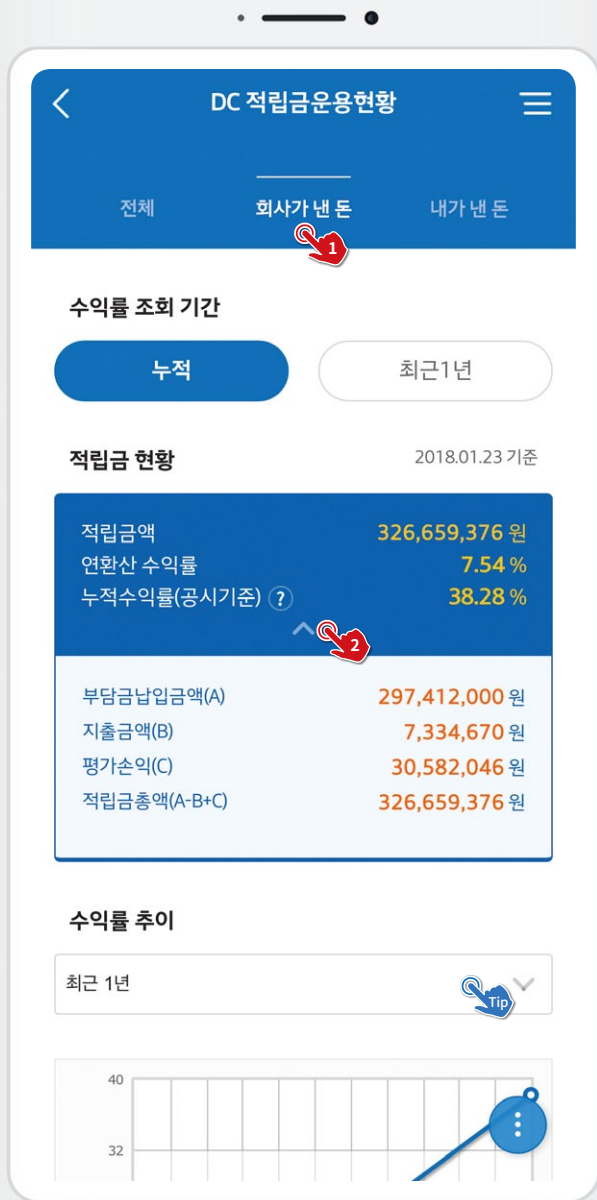 DC 적립금운용현황
전체 회사가 낸 돈 내가 낸 돈
1
수익률 조회 기간
누적 최근1년
적립금 현황 2018.01.23 기준
적립금액 326,659,376 원
연환산 수익률 7.54 %
누적수익률(공시기준) ? 38.28 %
2
부담금납입금액(A) 297,412,000 원
지출금액(B) 7,334,670 원
평가손익(C) 30,582,046 원
적립금총액(A-B+C) 326,659,376 원
수익률 추이
최근 1년
Tip
40
32